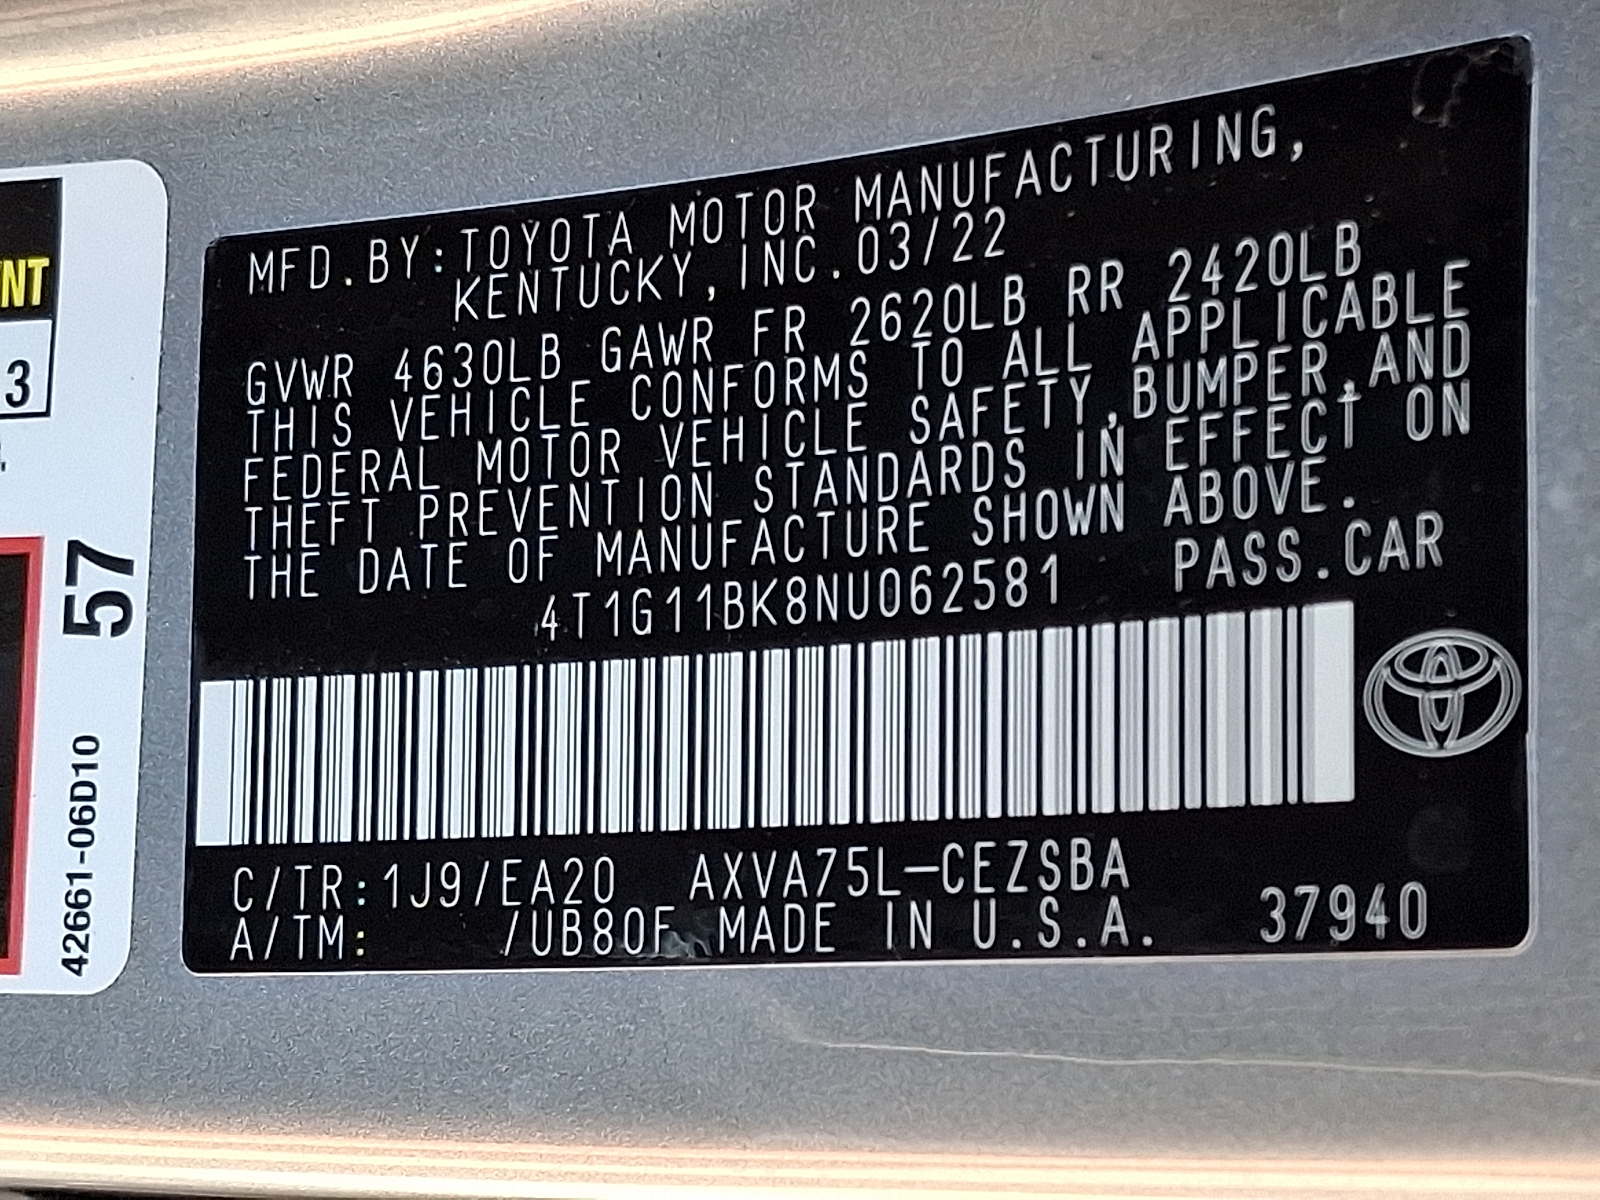 NT
3
57
42661-06D10
MFD.BY:TOYOTA MOTOR MANUFACTURING,
KENTUCKY, INC.03/22
GVWR 4630LB GAWR FR 2620LB RR 2420LB
THIS VEHICLE CONFORMS TO ALL APPLICABLE
FEDERAL MOTOR VEHICLE SAFETY,BUMPER,AND
THEFT PREVENTION STANDARDS IN EFFECT ON
THE DATE OF MANUFACTURE SHOWN ABOVE.
4T1G11BK8NU062581 PASS.CAR
C/TR:1J9/EA20 AXVA75L-CEZSBA
A/TM: /UB80F MADE IN U.S.A. 37940